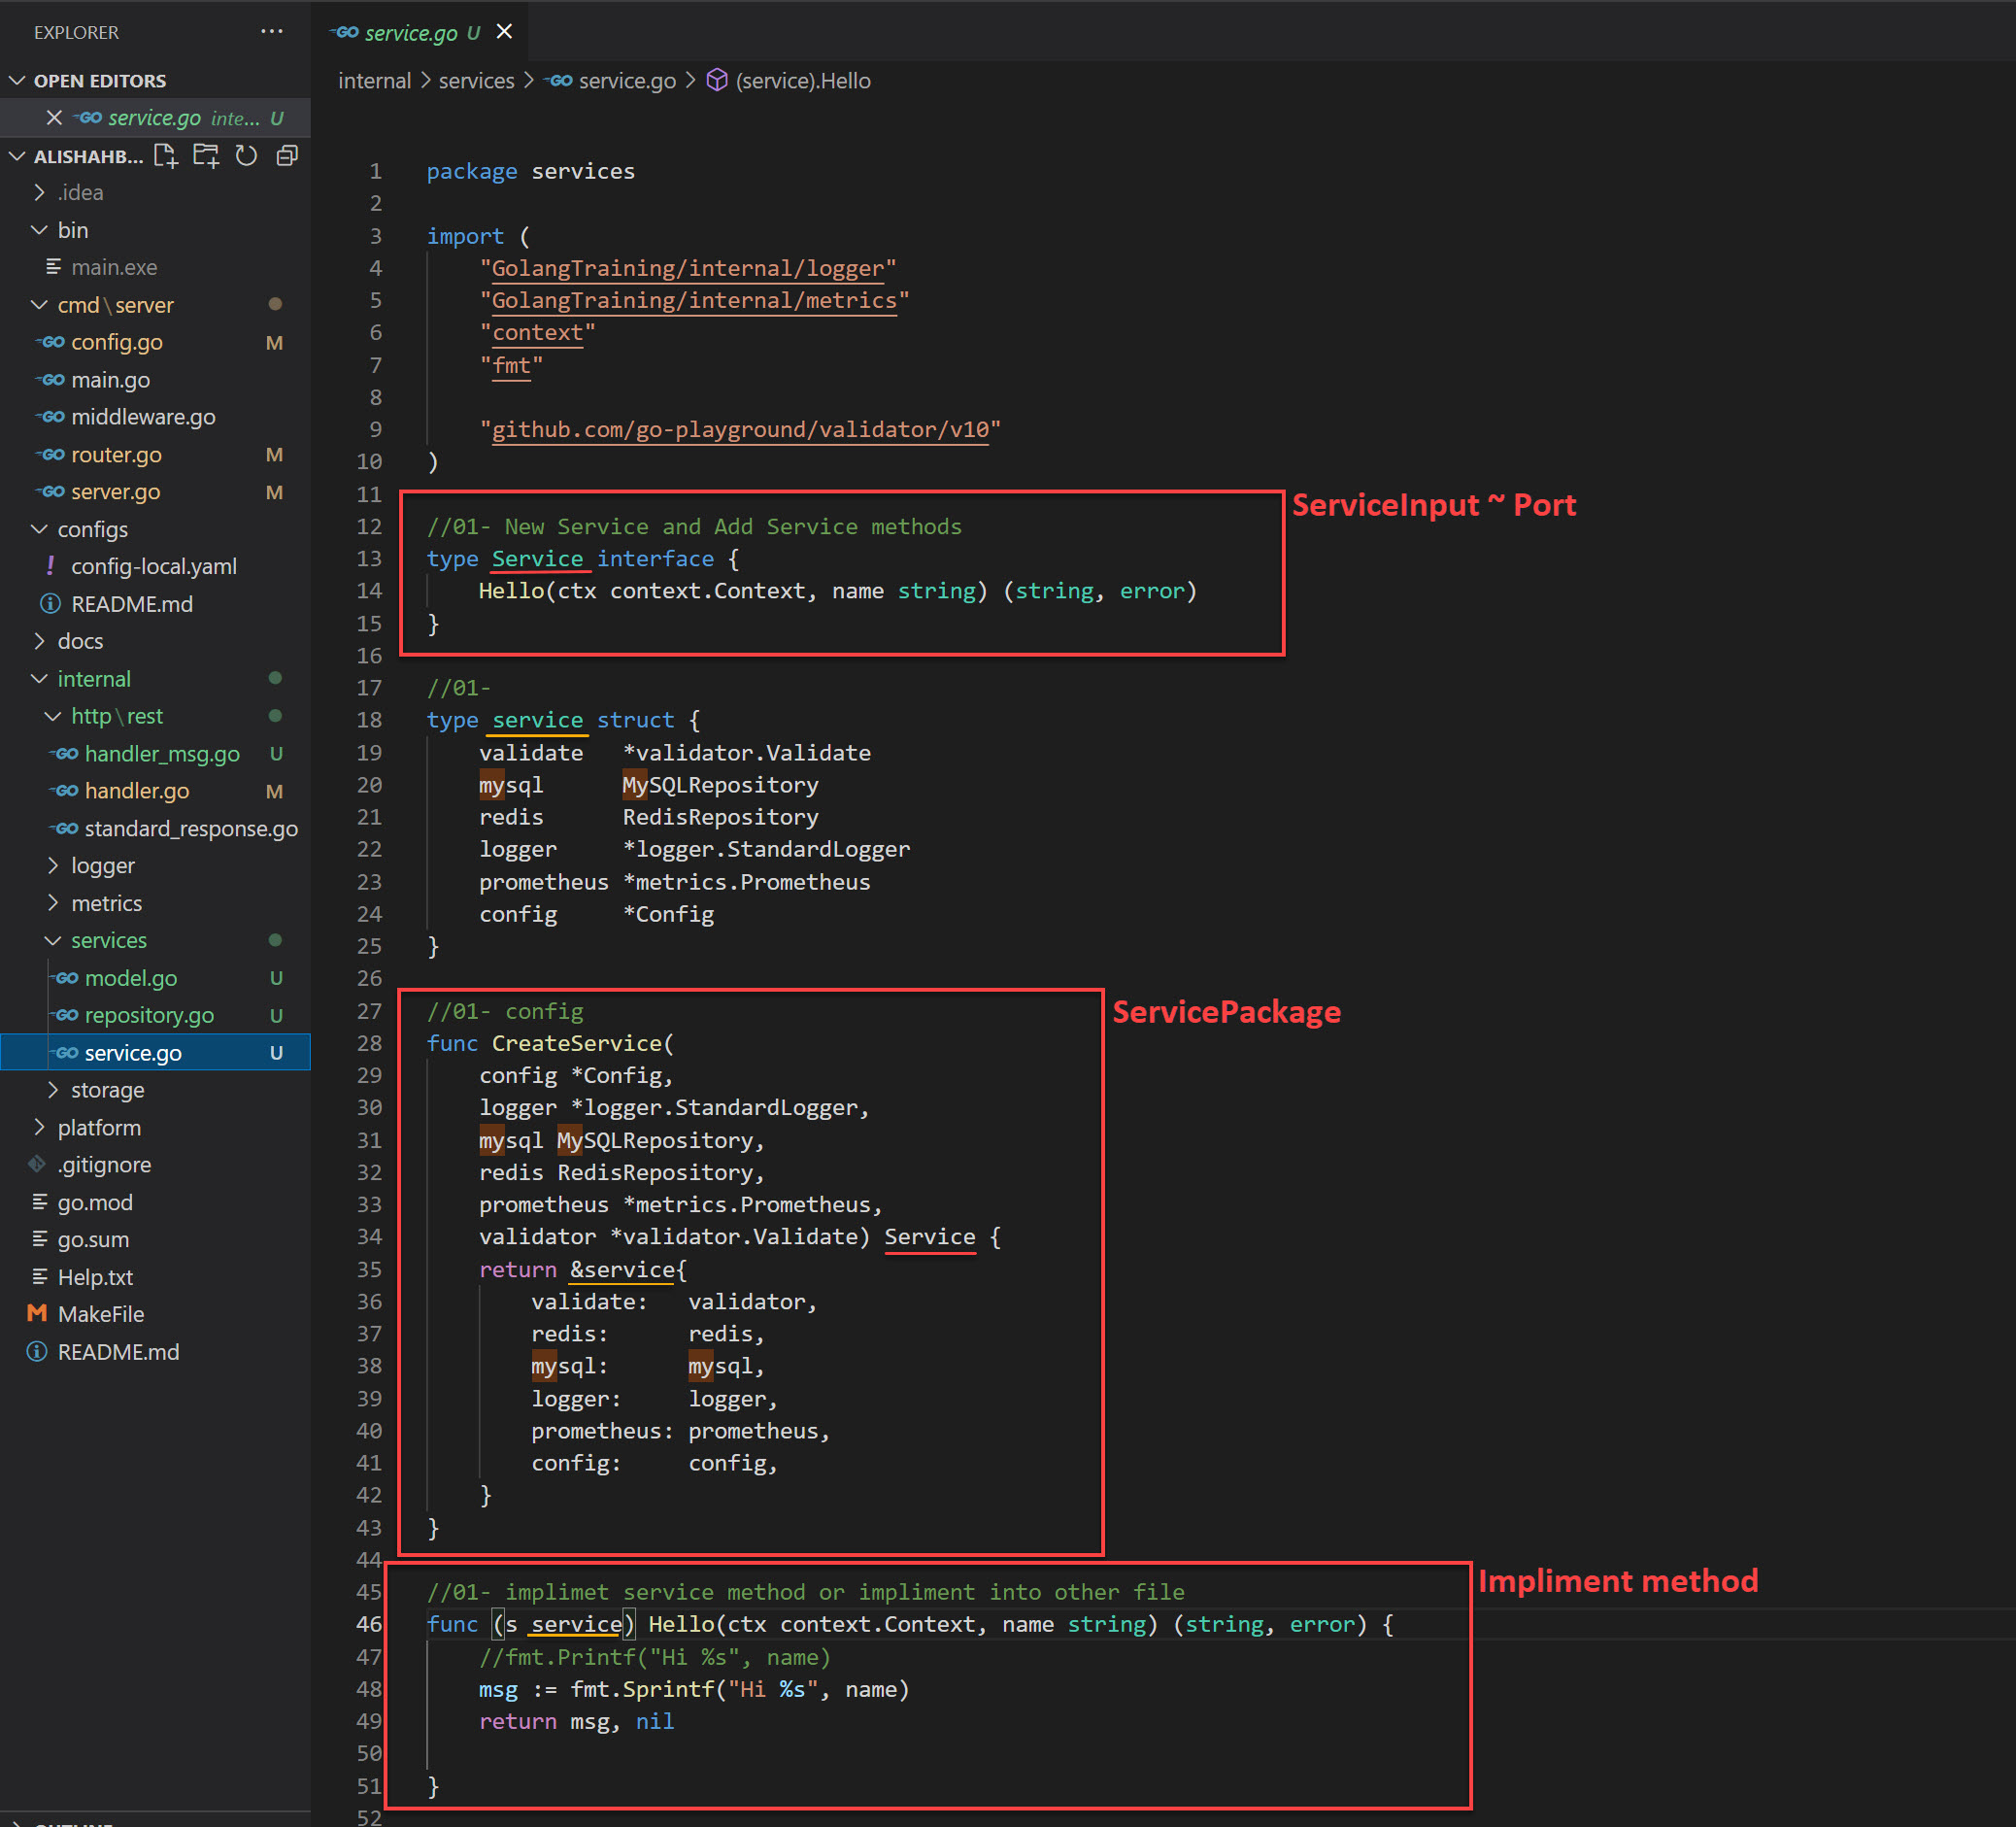 EXPLORER ...
OPEN EDITORS
service.go inte... U
ALISHAHB...
.idea
bin
main.exe
cmd\server
config.go M
main.go
middleware.go
router.go M
server.go M
configs
! config-local.yaml
README.md
docs
internal
http\rest
handler_msg.go U
handler.go M
standard_response.go
logger
metrics
services
model.go U
repository.go U
service.go U
storage
platform
.gitignore
go.mod
go.sum
Help.txt
M MakeFile
README.md
GO service.go U
internal > services > GO service.go > (service).Hello
1 package services
2
3 import (
4 "GolangTraining/internal/logger"
5 "GolangTraining/internal/metrics"
6 "context"
7 "fmt"
8
9 "github.com/go-playground/validator/v10"
10 )
11
ServiceInput ~ Port
12 //01- New Service and Add Service methods
13 type Service interface {
14 Hello(ctx context.Context, name string) (string, error)
15 }
16
17 //01-
18 type service struct {
19 validate *validator.Validate
20 mysql MySQLRepository
21 redis RedisRepository
22 logger *logger.StandardLogger
23 prometheus *metrics.Prometheus
24 config *Config
25 }
26
ServicePackage
27 //01- config
28 func CreateService(
29 config *Config,
30 logger *logger.StandardLogger,
31 mysql MySQLRepository,
32 redis RedisRepository,
33 prometheus *metrics.Prometheus,
34 validator *validator.Validate) Service {
35 return &service{
36 validate: validator,
37 redis: redis,
38 mysql: mysql,
39 logger: logger,
40 prometheus: prometheus,
41 config: config,
42 }
43 }
44
Impliment method
45 //01- implimet service method or impliment into other file
46 func (s service) Hello(ctx context.Context, name string) (string, error) {
47 //fmt.Printf("Hi %s", name)
48 msg := fmt.Sprintf("Hi %s", name)
49 return msg, nil
50
51 }
52